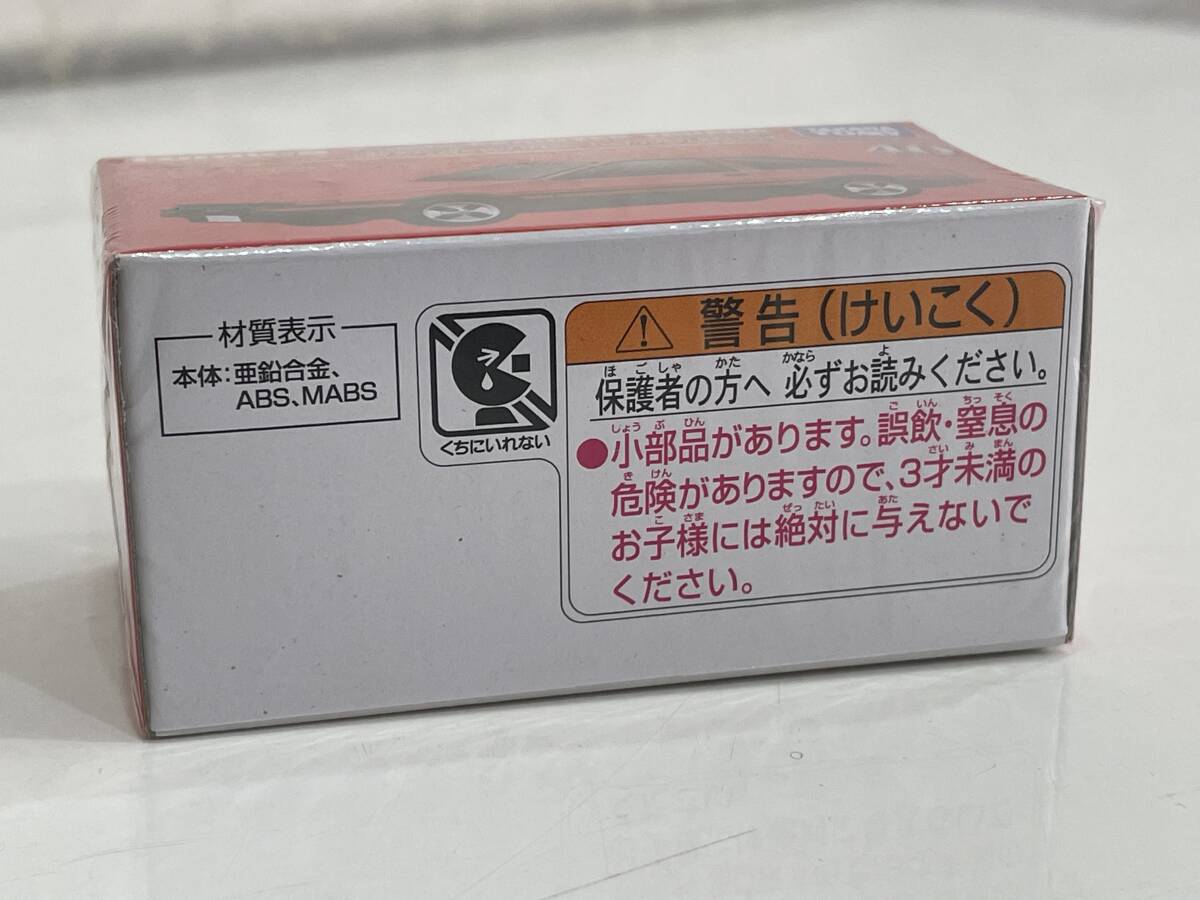 材質表示
本体:亜鉛合金、
ABS、MABS
くちにいれない
警告(けいこく)
保護者の方へ 必ずお読みください。
●小部品があります。誤飲・窒息の
危険がありますので、3才未満の
お子様には絶対に与えないで
ください。